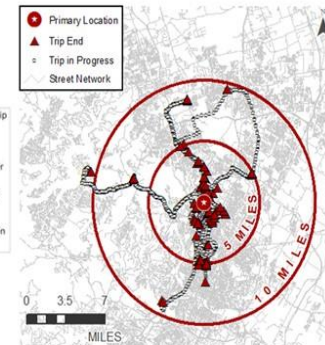 Primary Location
Trip End
Trip in Progress
Street Network
5 MILES
10 MILES
0 3.5 7
MILES